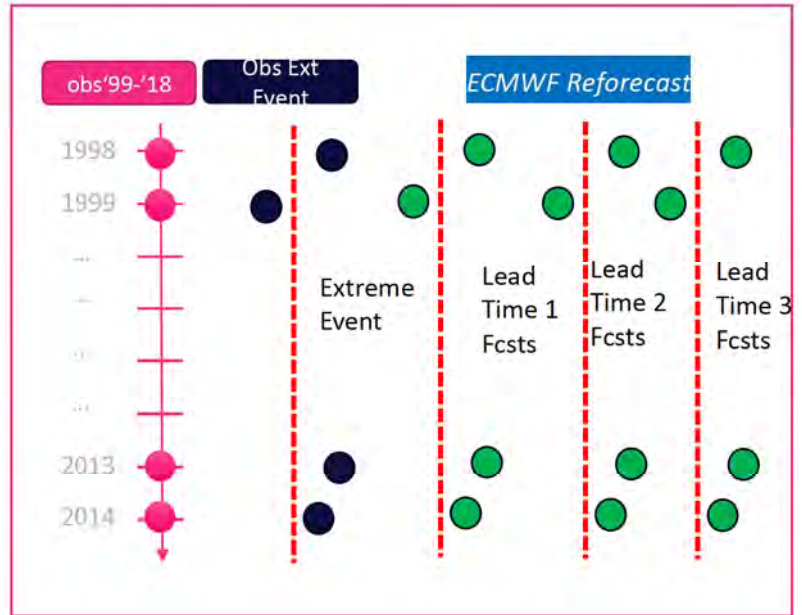 obs‘99-’18
Obs Ext
Event
ECMWF Reforecast
1998
1999
...
...
...
...
2013
2014
Extreme
Event
Lead
Time 1
Fcsts
Lead
Time 2
Fcsts
Lead
Time 3
Fcsts